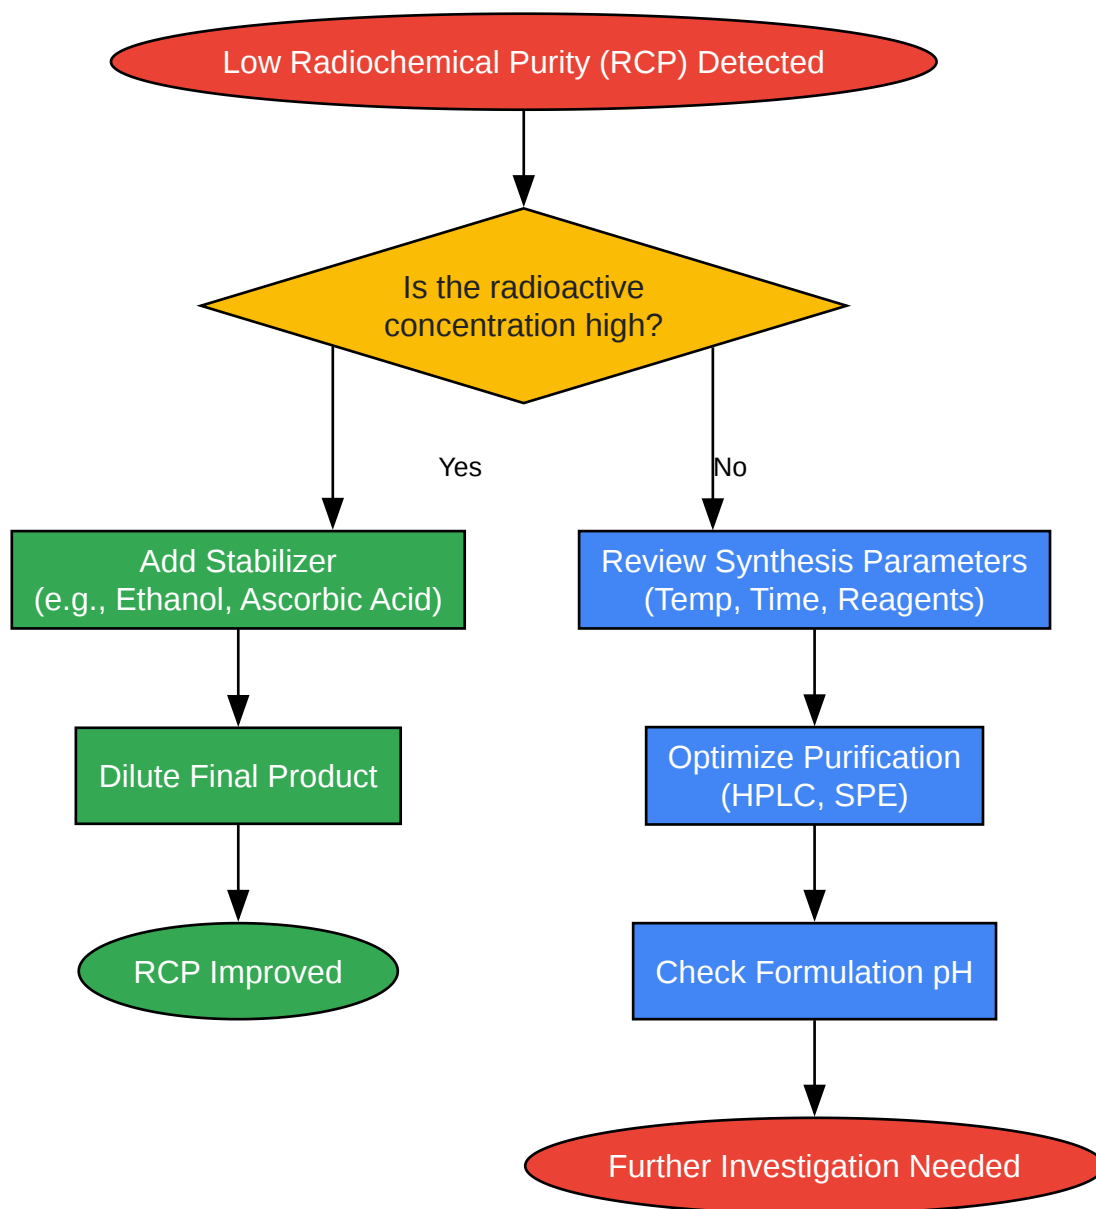 Low Radiochemical Purity (RCP) Detected
Is the radioactive
concentration high?
Yes
No
Add Stabilizer
(e.g., Ethanol, Ascorbic Acid)
Review Synthesis Parameters
(Temp, Time, Reagents)
Dilute Final Product
Optimize Purification
(HPLC, SPE)
RCP Improved
Check Formulation pH
Further Investigation Needed